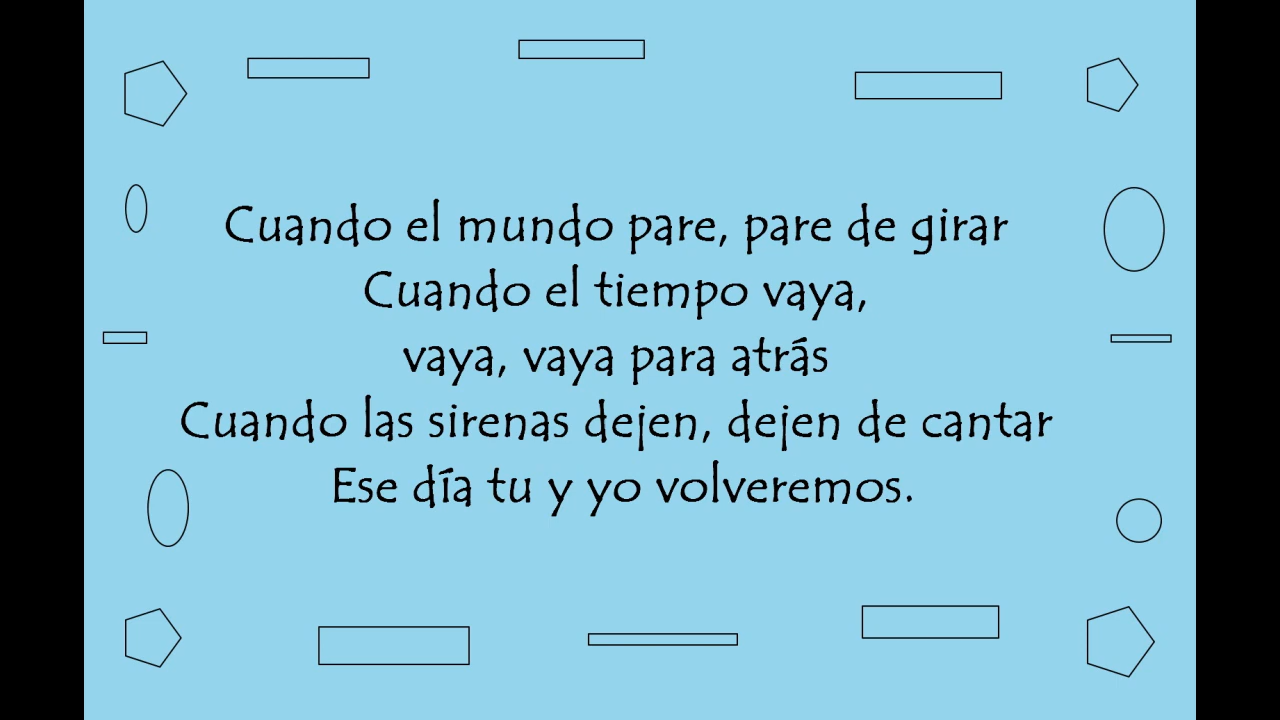 Cuando el mundo pare, pare de girar
Cuando el tiempo vaya,
vaya, vaya para atrás
Cuando las sirenas dejen, dejen de cantar
Ese día tu y yo volveremos.